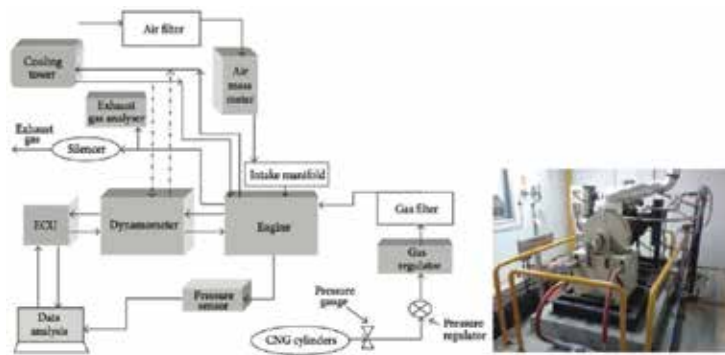 Air filter
Cooling
tower
Air
mass
meter
Exhaust
gas analyser
Exhaust
gas
Silencer
Intake manifold
Gas filter
ECU
Dynamometer
Engine
Gas
regulator
Pressure
gauge
Pressure
sensor
Data
analysis
CNG cylinders
Pressure
regulator